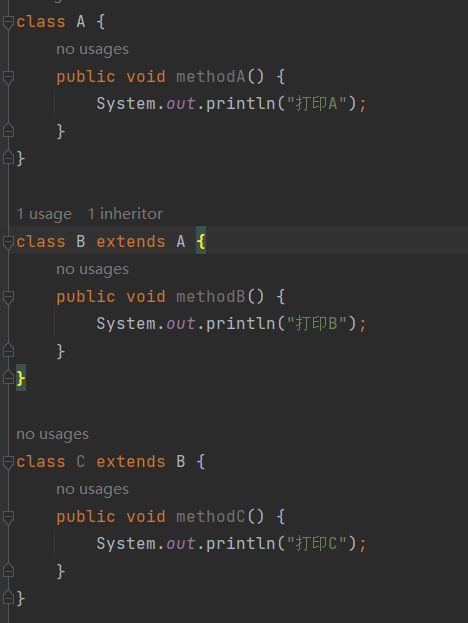 class A {
no usages
public void methodA() {
System.out.println("打印A");
}
}
1 usage 1 inheritor
class B extends A {
no usages
public void methodB() {
System.out.println("打印B");
}
}
no usages
class C extends B {
no usages
public void methodC() {
System.out.println("打印C");
}
}